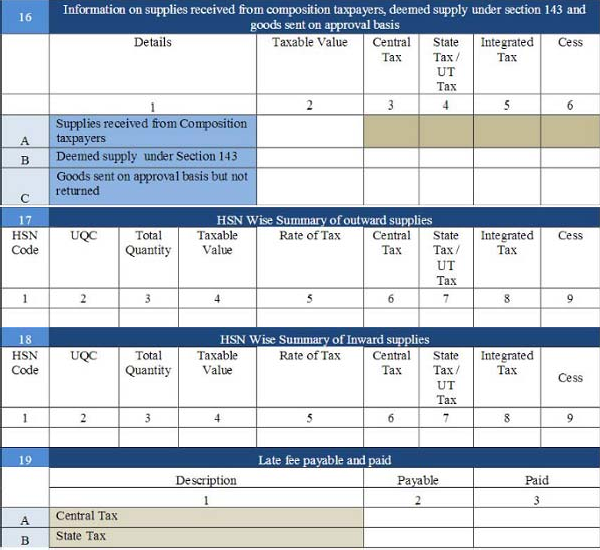 16 Information on supplies received from composition taxpayers, deemed supply under section 143 and
goods sent on approval basis
Details Taxable Value Central Tax State Tax / UT Tax Integrated Tax Cess
1 2 3 4 5 6
A Supplies received from Composition
taxpayers
B Deemed supply under Section 143
C Goods sent on approval basis but not
returned
17 HSN Wise Summary of outward supplies
HSN Code UQC Total Quantity Taxable Value Rate of Tax Central Tax State Tax / UT Tax Integrated Tax Cess
1 2 3 4 5 6 7 8 9
18 HSN Wise Summary of Inward supplies
HSN Code UQC Total Quantity Taxable Value Rate of Tax Central Tax State Tax / UT Tax Integrated Tax Cess
1 2 3 4 5 6 7 8 9
19 Late fee payable and paid
Description Payable Paid
1 2 3
A Central Tax
B State Tax